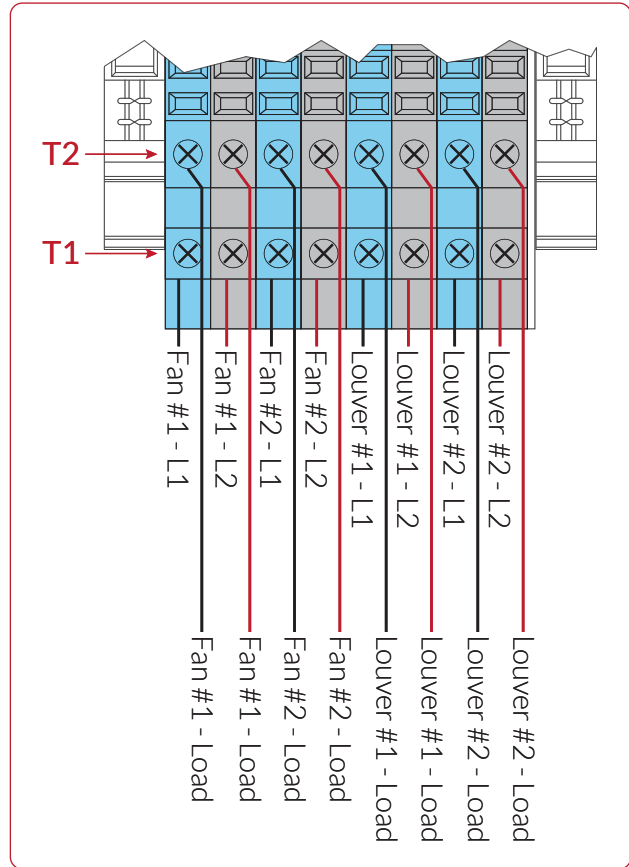 T2
T1
Fan #1 - L1
Fan #1 - L2
Fan #2 - L1
Fan #2 - L2
Louver #1 - L1
Louver #1 - L2
Louver #2 - L1
Louver #2 - L2
Fan #1 - Load
Fan #1 - Load
Fan #2 - Load
Fan #2 - Load
Louver #1 - Load
Louver #1 - Load
Louver #2 - Load
Louver #2 - Load